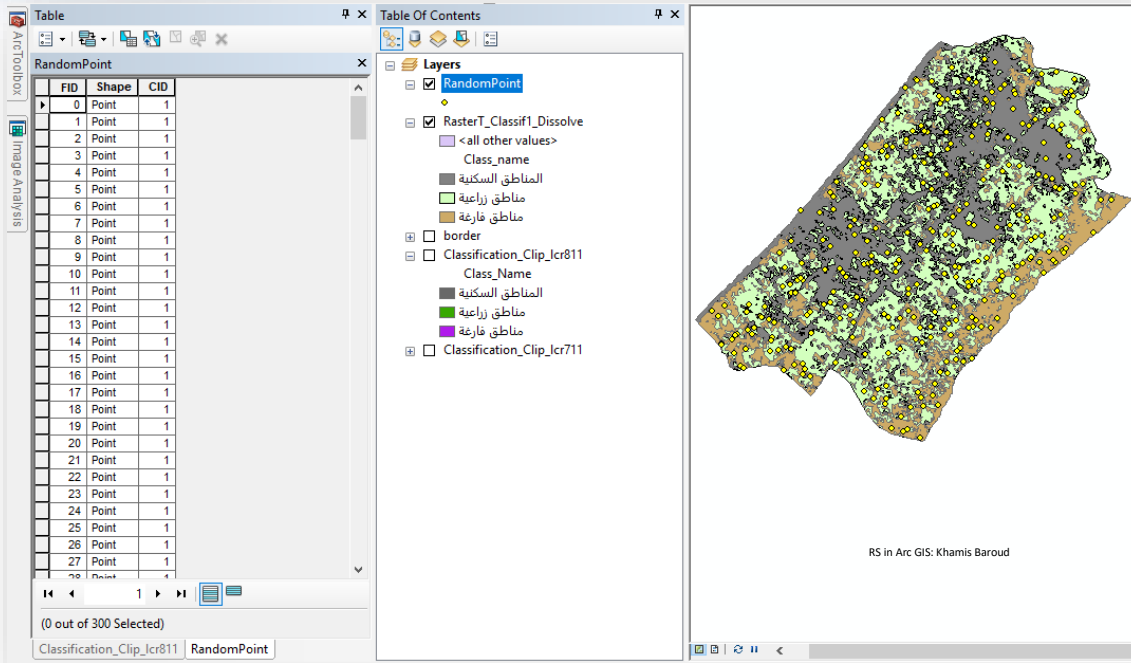 ArcToolbox
Image Analysis
Table
RandomPoint
FID Shape CID
0 Point 1
1 Point 1
2 Point 1
3 Point 1
4 Point 1
5 Point 1
6 Point 1
7 Point 1
8 Point 1
9 Point 1
10 Point 1
11 Point 1
12 Point 1
13 Point 1
14 Point 1
15 Point 1
16 Point 1
17 Point 1
18 Point 1
19 Point 1
20 Point 1
21 Point 1
22 Point 1
23 Point 1
24 Point 1
25 Point 1
26 Point 1
27 Point 1
28 Point 1
1
(0 out of 300 Selected)
Classification_Clip_lcr811 RandomPoint
Table Of Contents
Layers
RandomPoint
RasterT_Classif1_Dissolve
<all other values>
Class_name
المناطق السكنية
مناطق زراعية
مناطق فارغة
border
Classification_Clip_lcr811
Class_Name
المناطق السكنية
مناطق زراعية
مناطق فارغة
Classification_Clip_lcr711
RS in Arc GIS: Khamis Baroud